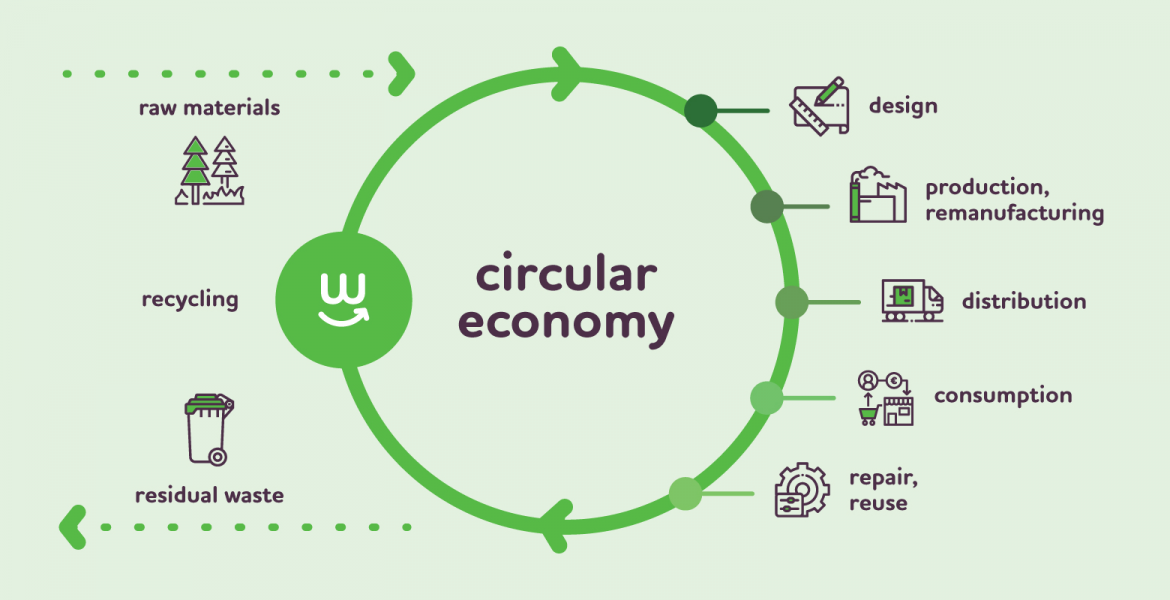 raw materials
design
production,
remanufacturing
circular
economy
recycling
w
distribution
consumption
repair,
reuse
residual waste